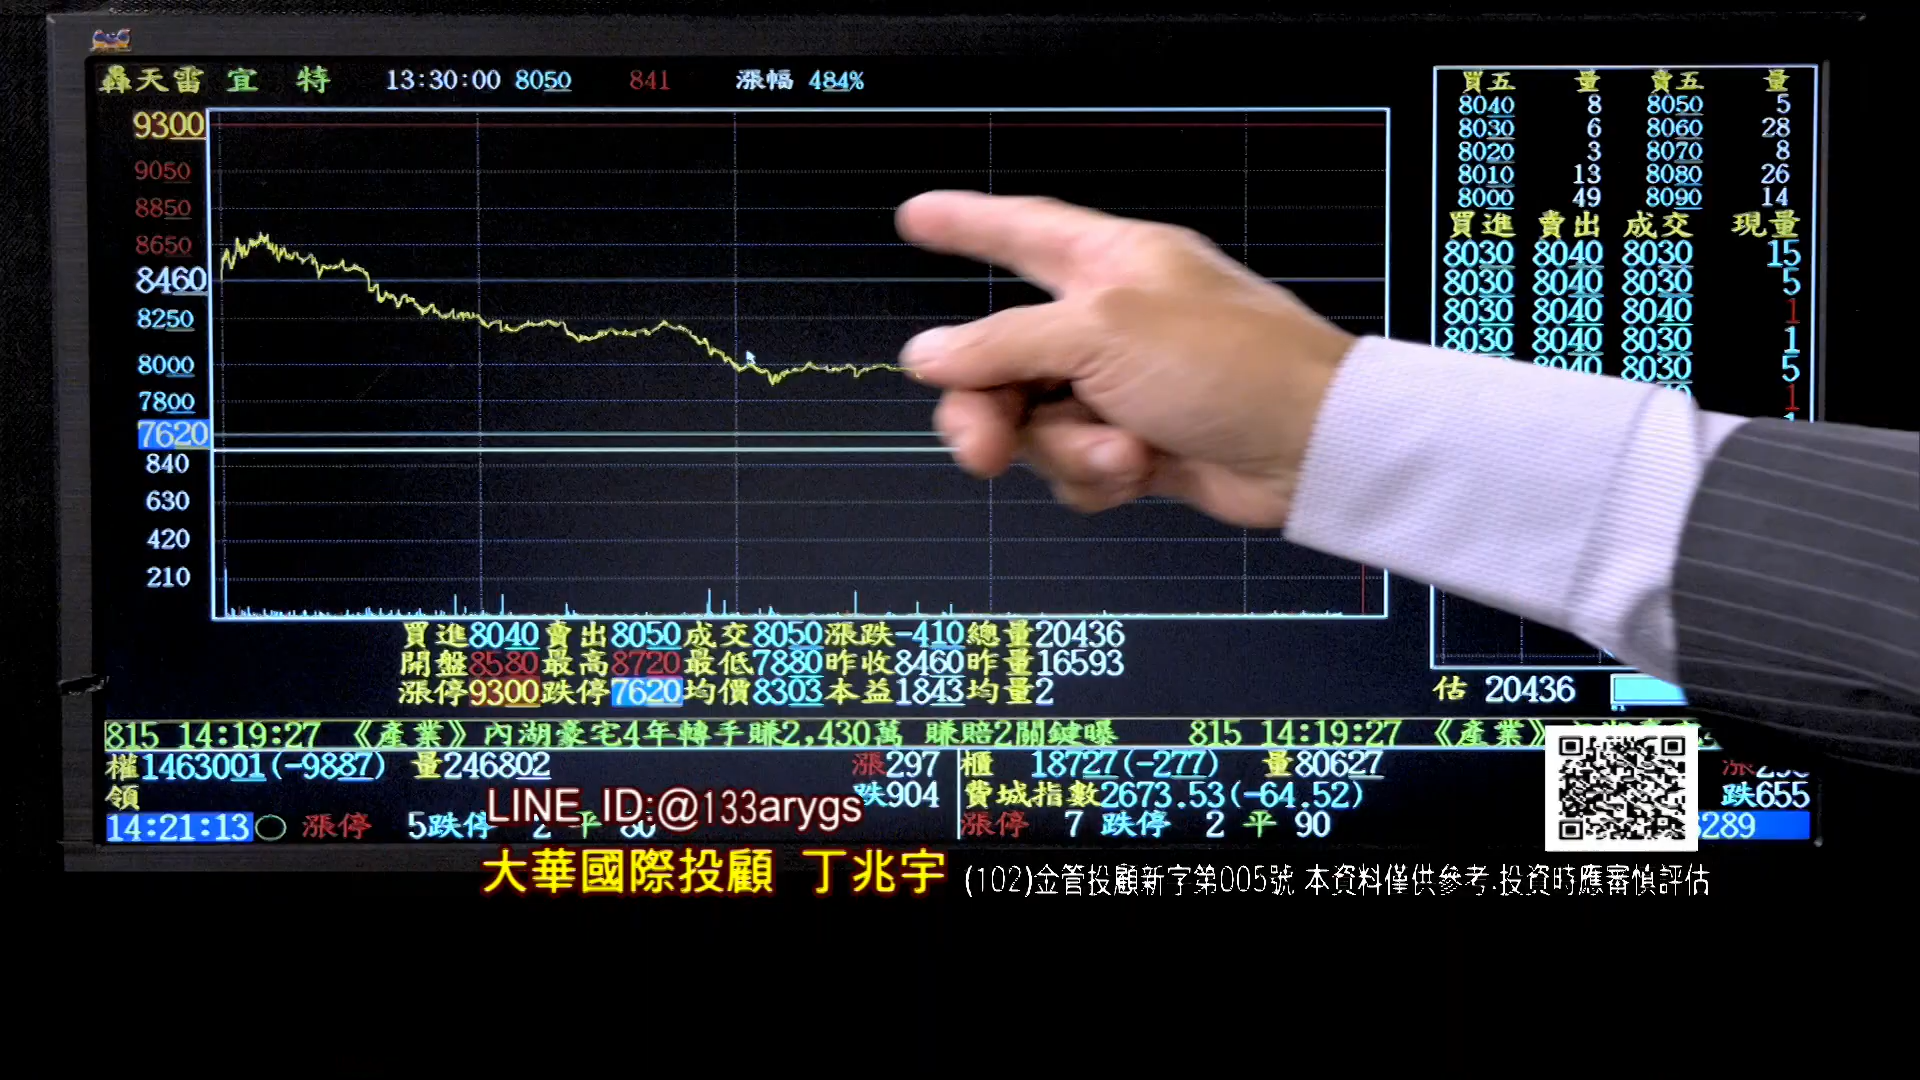 轟天雷 宜 特 13:30:00 8050 841 漲幅 484%
9300
9050
8850
8650
8460
8250
8000
7800
7620
840
630
420
210
買五 量 賣五 量
8040 8 8050 5
8030 6 8060 28
8020 3 8070 8
8010 13 8080 26
8000 49 8090 14
買進 賣出 成交 現量
8030 8040 8030 15
8030 8040 8030 5
8030 8040 8040 1
8030 8040 8030 1
8040 8030 5
1
買進8040賣出8050成交8050漲跌-410總量20436
開盤8580最高8720最低7880昨收8460昨量16593
漲停9300跌停7620均價8303本益1843均量2
估 20436
815 14:19:27 《產業》內湖豪宅4年轉手賺2,430萬 賺賠2關鍵曝 815 14:19:27 《產業》
權1463001(-9887) 量246802 漲297
領 跌904
14:21:13 漲停 5跌停 2 平 80
櫃 18727(-277) 量80627
費城指數2673.53(-64.52) 跌655
漲停 7 跌停 2 平 90 289
LINE ID:@133arygs
大華國際投顧 丁兆宇 (102)金管投顧新字第005號 本資料僅供參考.投資時應審慎評估